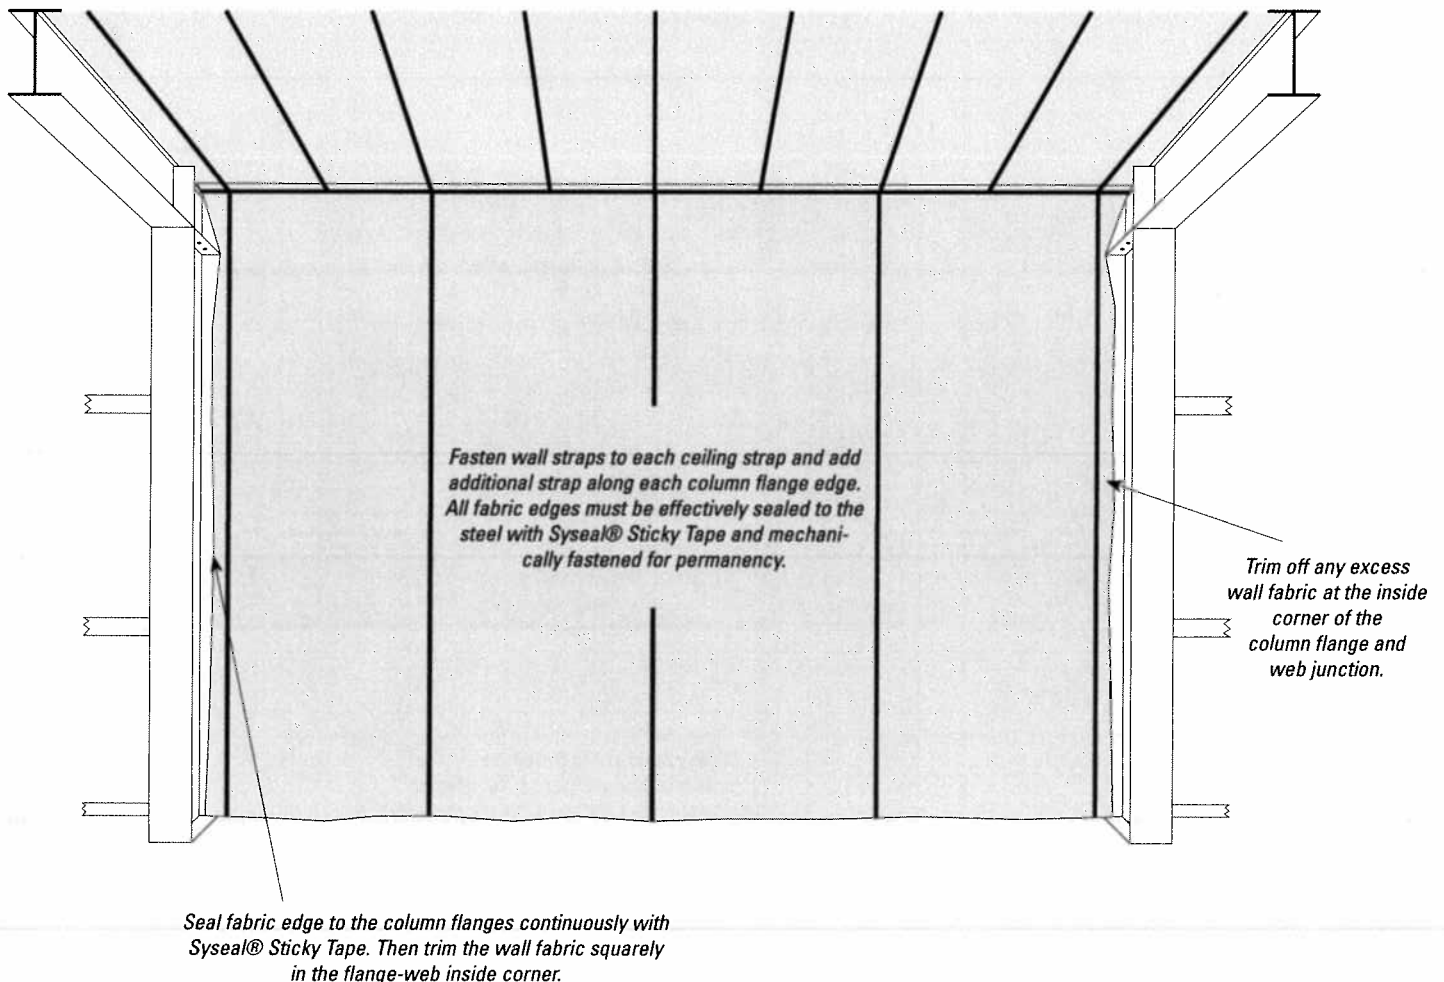 Fasten wall straps to each ceiling strap and add
additional strap along each column flange edge.
All fabric edges must be effectively sealed to the
steel with Syseal® Sticky Tape and mechani-
cally fastened for permanency.
Trim off any excess
wall fabric at the inside
corner of the
column flange and
web junction.
Seal fabric edge to the column flanges continuously with
Syseal® Sticky Tape. Then trim the wall fabric squarely
in the flange-web inside corner.